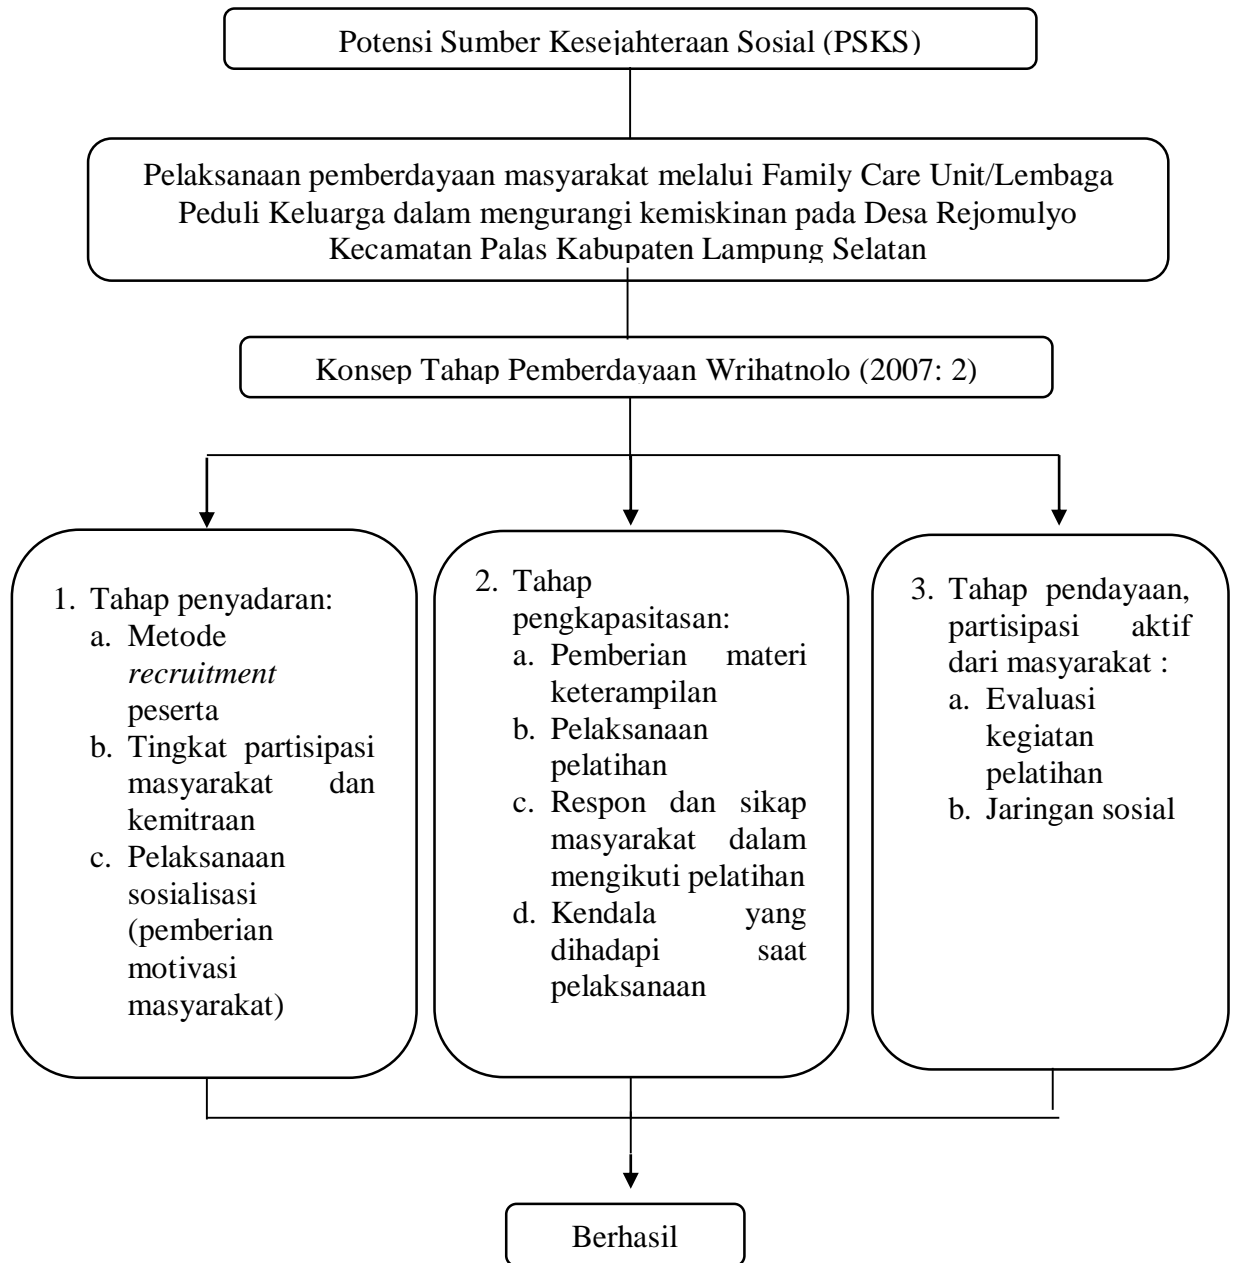 Potensi Sumber Kesejahteraan Sosial (PSKS)
Pelaksanaan pemberdayaan masyarakat melalui Family Care Unit/Lembaga
Peduli Keluarga dalam mengurangi kemiskinan pada Desa Rejomulyo
Kecamatan Palas Kabupaten Lampung Selatan
Konsep Tahap Pemberdayaan Wrihatnolo (2007: 2)
1. Tahap penyadaran:
a. Metode
recruitment
peserta
b. Tingkat partisipasi
masyarakat dan
kemitraan
c. Pelaksanaan
sosialisasi
(pemberian
motivasi
masyarakat)
2. Tahap
pengkapasitasan:
a. Pemberian materi
keterampilan
b. Pelaksanaan
pelatihan
c. Respon dan sikap
masyarakat dalam
mengikuti pelatihan
d. Kendala yang
dihadapi saat
pelaksanaan
3. Tahap pendayaan,
partisipasi aktif
dari masyarakat :
a. Evaluasi
kegiatan
pelatihan
b. Jaringan sosial
Berhasil